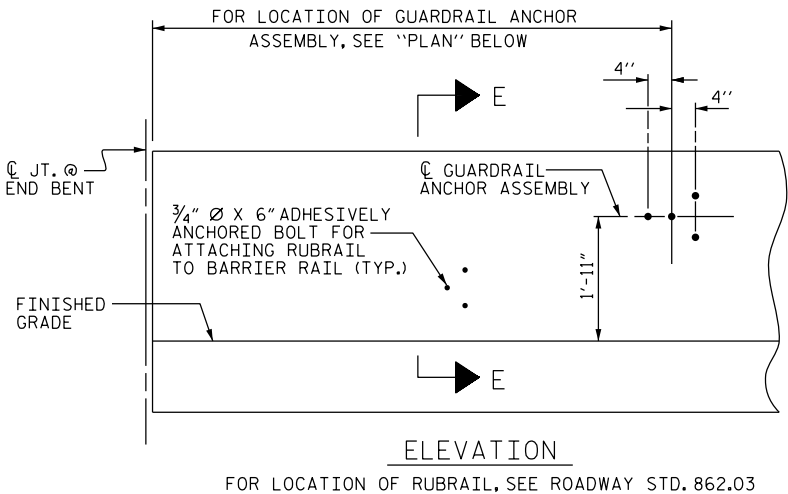 FOR LOCATION OF GUARDRAIL ANCHOR
ASSEMBLY, SEE ‘‘PLAN’’ BELOW
4’’
4’’
E
℄ JT. @
END BENT
℄ GUARDRAIL
ANCHOR ASSEMBLY
¾" Ø X 6" ADHESIVELY
ANCHORED BOLT FOR
ATTACHING RUBRAIL
TO BARRIER RAIL (TYP.)
1’-11"
FINISHED
GRADE
E
ELEVATION
FOR LOCATION OF RUBRAIL, SEE ROADWAY STD. 862.03